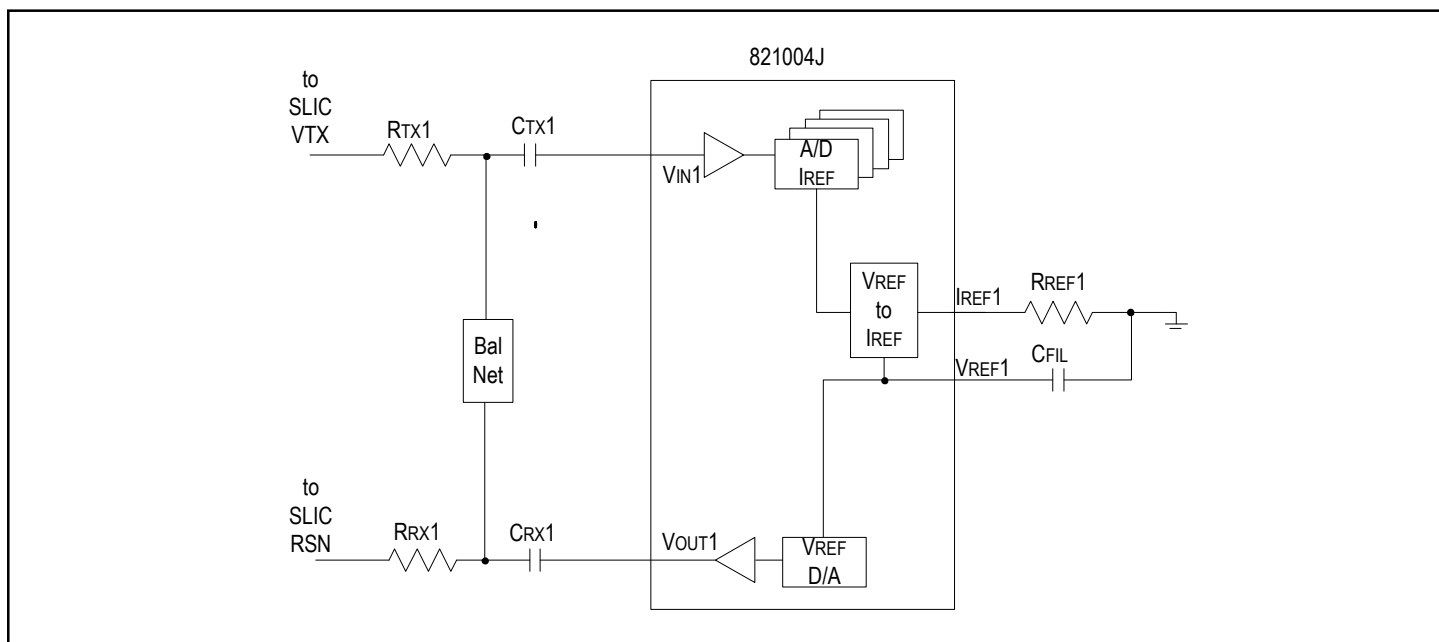 821004J
to
SLIC
VTX
RTX1
CTX1
VIN1
A/D
IREF
VREF
to
IREF
IREF1
RREF1
VREF1
CFIL
Bal
Net
to
SLIC
RSN
RRX1
CRX1
VOUT1
VREF
D/A